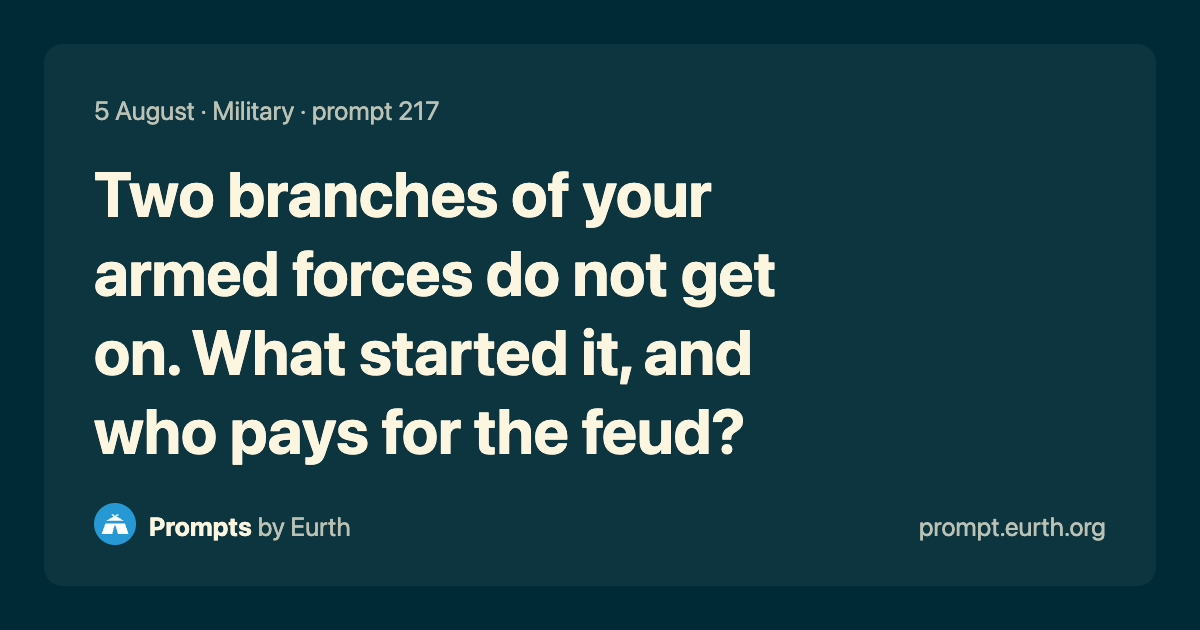 5 August · Military · prompt 217
Two branches of your
armed forces do not get
on. What started it, and
who pays for the feud?
Prompts by Eurth
prompt.eurth.org